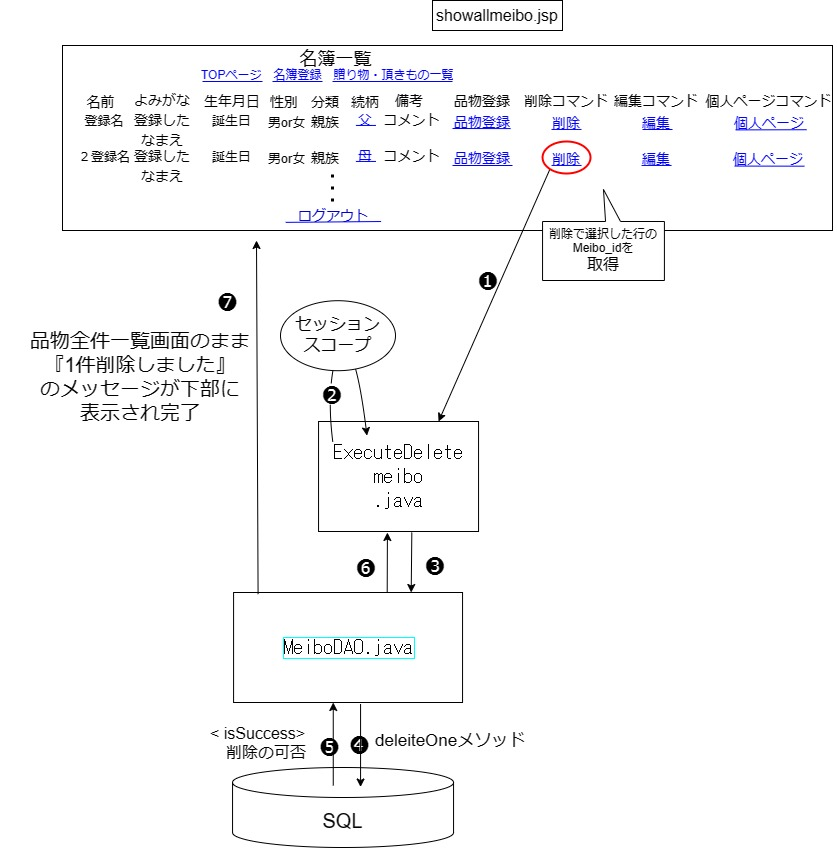 showallmeibo.jsp
名簿一覧
TOPページ 名簿登録 贈り物・頂きもの一覧
名前 よみがな 生年月日 性別 分類 続柄 備考 品物登録 削除コマンド 編集コマンド 個人ページコマンド
登録名 登録した 誕生日 男or女 親族 父 コメント 品物登録 削除 編集 個人ページ
なまえ
2登録名 登録した 誕生日 男or女 親族 母 コメント 品物登録 削除 編集 個人ページ
なまえ
ログアウト
削除で選択した行の
Meibo_idを
取得
❶
❼
セッション
スコープ
品物全件一覧画面のまま
『1件削除しました』
のメッセージが下部に
表示され完了
❷
ExecuteDelete
meibo
.java
❻ ❸
MeiboDAO.java
< isSuccess>
削除の可否
❺ ❹ deleiteOneメソッド
SQL